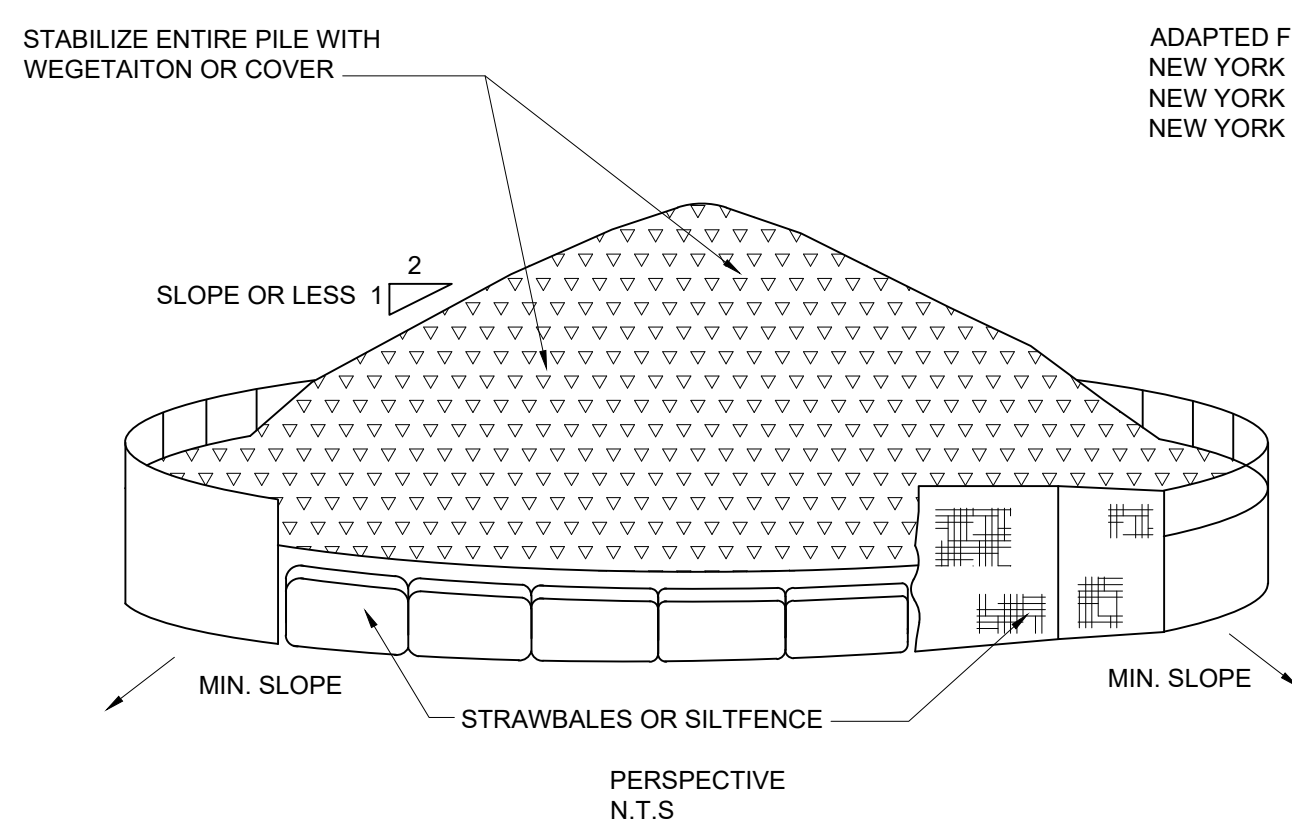 STABILIZE ENTIRE PILE WITH
WEGETAITON OR COVER
ADAPTED F
NEW YORK
NEW YORK
NEW YORK
2
SLOPE OR LESS 1
MIN. SLOPE
MIN. SLOPE
STRAWBALES OR SILTFENCE
PERSPECTIVE
N.T.S